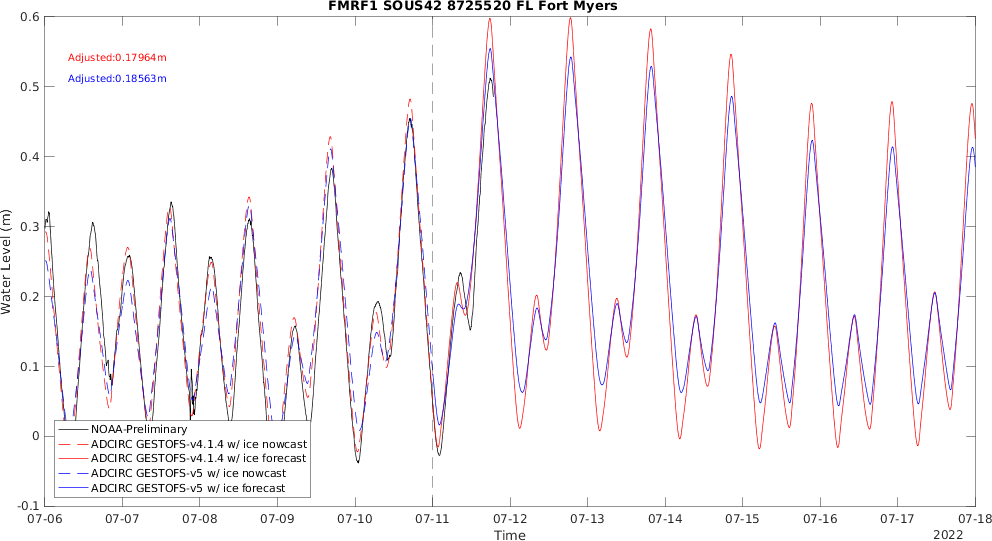 FMRF1 SOUS42 8725520 FL Fort Myers
Adjusted:0.17964m
Adjusted:0.18563m
0.6
0.5
0.4
0.3
0.2
0.1
0
-0.1
Water Level (m)
NOAA-Preliminary
ADCIRC GESTOFS-v4.1.4 w/ ice nowcast
ADCIRC GESTOFS-v4.1.4 w/ ice forecast
ADCIRC GESTOFS-v5 w/ ice nowcast
ADCIRC GESTOFS-v5 w/ ice forecast
07-06 07-07 07-08 07-09 07-10 07-11 07-12 07-13 07-14 07-15 07-16 07-17 07-18
Time
2022